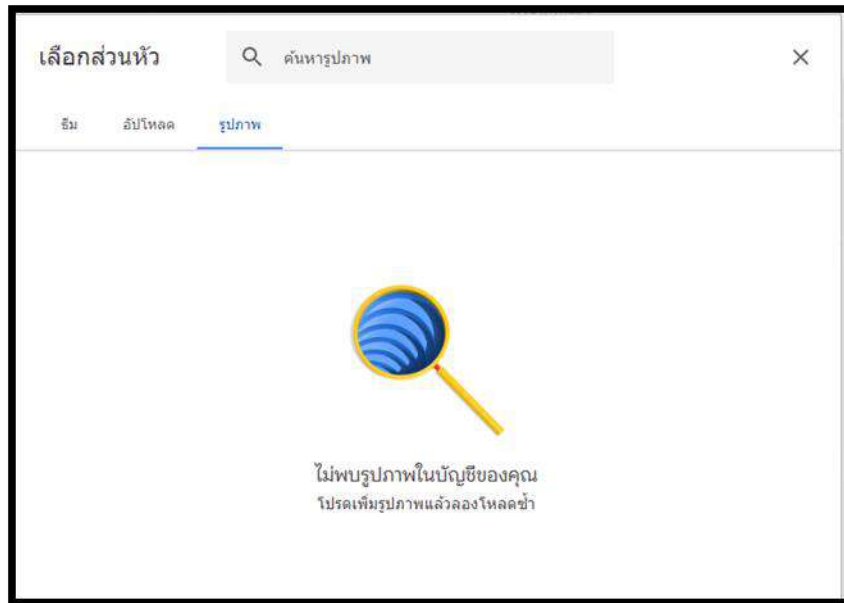 เลือกส่วนหัว
ค้นหารูปภาพ
ธีม อัปโหลด รูปภาพ
ไม่พบรูปภาพในบัญชีของคุณ
โปรดเพิ่มรูปภาพแล้วลองโหลดซ้ำ